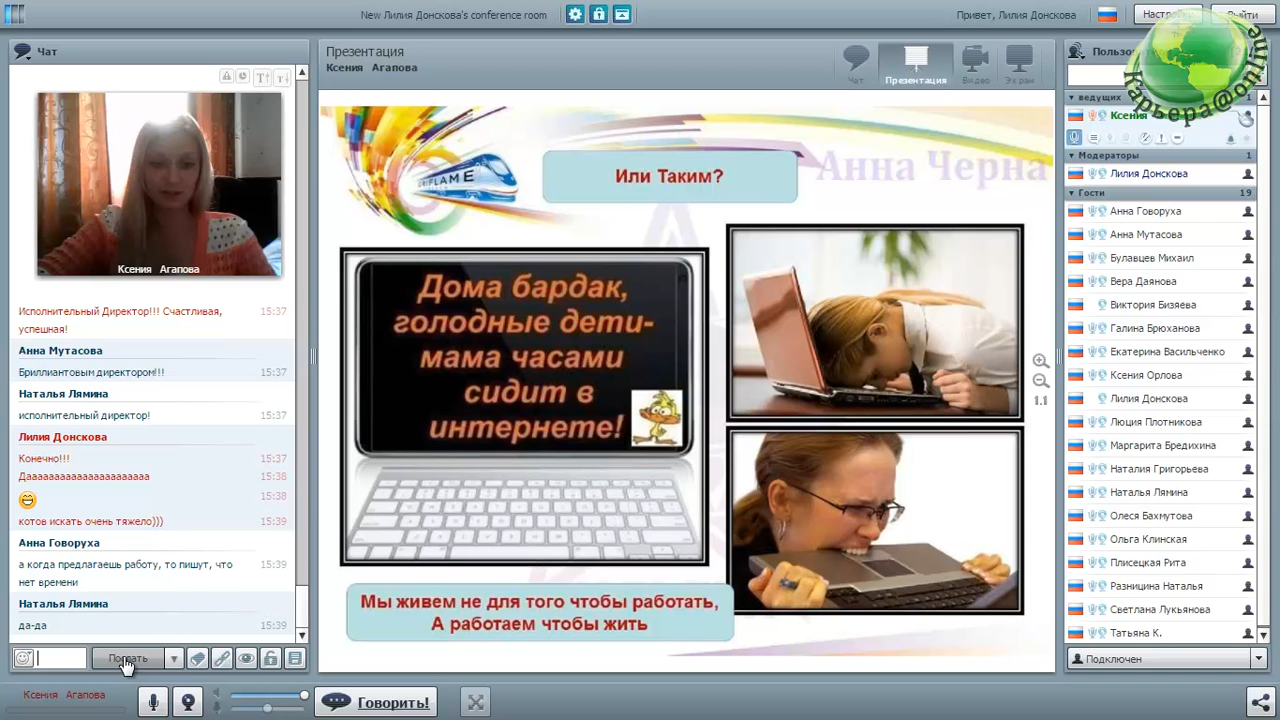 New Лилия Донскова's conference room
Привет, Лилия Донскова
Настройки
Выйти
Чат
Ксения Агапова
Исполнительный Директор!!! Счастливая, успешная!
15:37
Анна Мутасова
Бриллиантовым директором!!!
15:37
Наталья Лямина
исполнительный директор!
15:37
Лилия Донскова
Конечно!!!
15:37
Дааааааааааааааааааааа
15:38
15:38
котов искать очень тяжело)))
15:39
Анна Говоруха
а когда предлагаешь работу, то пишут, что нет времени
15:39
Наталья Лямина
да-да
15:39
Послать
Ксения Агапова
Говорить!
Презентация
Ксения Агапова
Чат
Презентация
Видео
Экран
ORIFLAME
Или Таким?
Анна Черна
Дома бардак,
голодные дети-
мама часами
сидит в
интернете!
Мы живем не для того чтобы работать,
А работаем чтобы жить
1:1
Карьера@online
ведущих
1
Ксения
Модераторы
1
Лилия Донскова
Гости
19
Анна Говоруха
Анна Мутасова
Булавцев Михаил
Вера Даянова
Виктория Бизяева
Галина Брюханова
Екатерина Васильченко
Ксения Орлова
Лилия Донскова
Люция Плотникова
Маргарита Бредихина
Наталия Григорьева
Наталья Лямина
Олеся Бахмутова
Ольга Клинская
Плисецкая Рита
Разницина Наталья
Светлана Лукьянова
Татьяна К.
Подключен